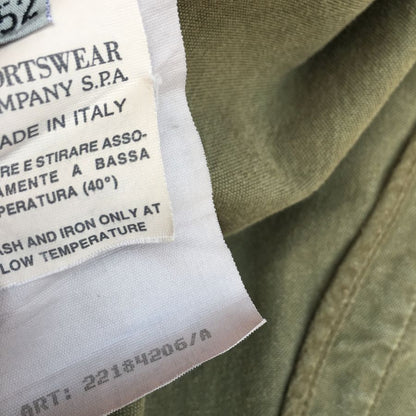 52
ORTSWEAR
OMPANY S.P.A.
ADE IN ITALY
RE E STIRARE ASSO-
AMENTE A BASSA
PERATURA (40°)
ASH AND IRON ONLY AT
LOW TEMPERATURE
ART: 22184206/A